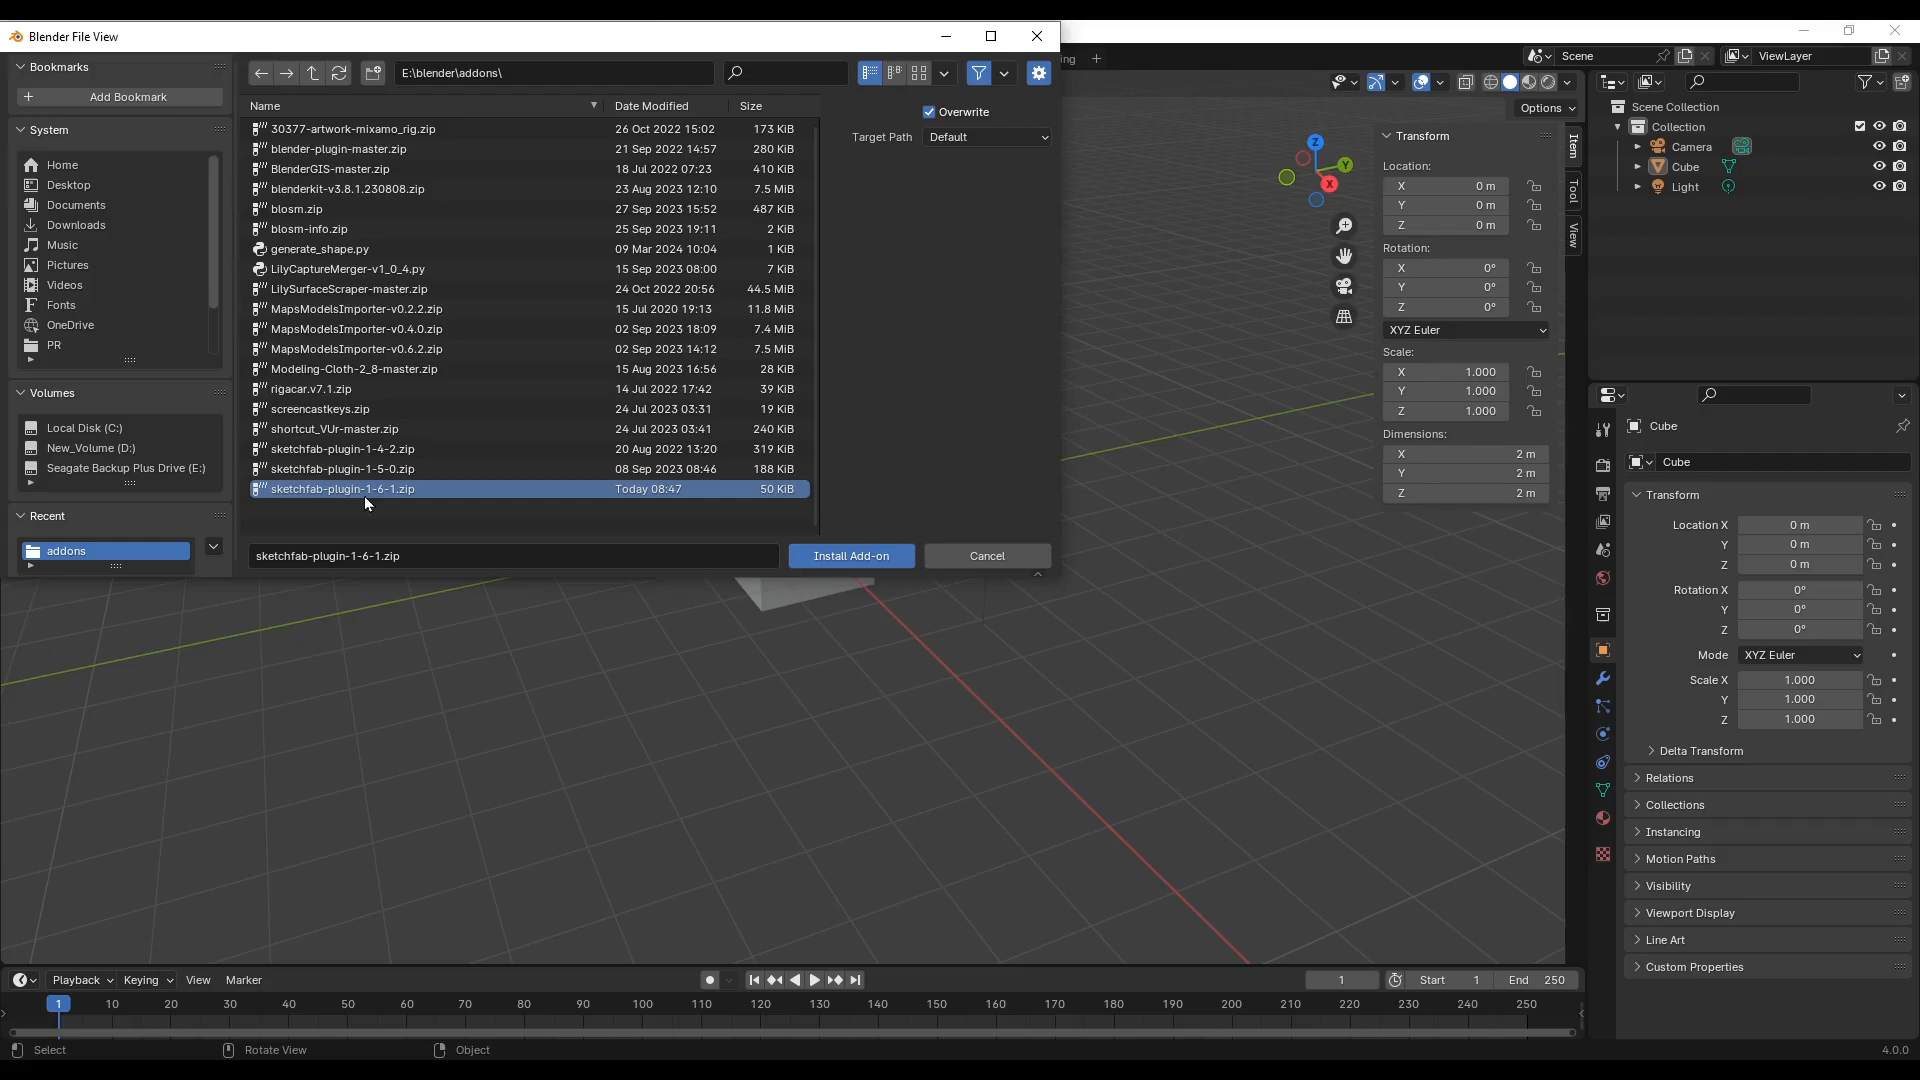 Blender File View
Bookmarks
Add Bookmark
System
Home
Desktop
Documents
Downloads
Music
Pictures
Videos
Fonts
OneDrive
PR
Volumes
Local Disk (C:)
New_Volume (D:)
Seagate Backup Plus Drive (E:)
Recent
addons
E:\blender\addons\
Name Date Modified Size
30377-artwork-mixamo_rig.zip 26 Oct 2022 15:02 173 KiB
blender-plugin-master.zip 21 Sep 2022 14:57 280 KiB
BlenderGIS-master.zip 18 Jul 2022 07:23 410 KiB
blenderkit-v3.8.1.230808.zip 23 Aug 2023 12:10 7.5 MiB
blosm.zip 27 Sep 2023 15:52 487 KiB
blosm-info.zip 25 Sep 2023 19:11 2 KiB
generate_shape.py 09 Mar 2024 10:04 1 KiB
LilyCaptureMerger-v1_0_4.py 15 Sep 2023 08:00 7 KiB
LilySurfaceScraper-master.zip 24 Oct 2022 20:56 44.5 MiB
MapsModelsImporter-v0.2.2.zip 15 Jul 2020 19:13 11.8 MiB
MapsModelsImporter-v0.4.0.zip 02 Sep 2023 18:09 7.4 MiB
MapsModelsImporter-v0.6.2.zip 02 Sep 2023 14:12 7.5 MiB
Modeling-Cloth-2_8-master.zip 15 Aug 2023 16:56 28 KiB
rigacar.v7.1.zip 14 Jul 2022 17:42 39 KiB
screencastkeys.zip 24 Jul 2023 03:31 19 KiB
shortcut_VUr-master.zip 24 Jul 2023 03:41 240 KiB
sketchfab-plugin-1-4-2.zip 20 Aug 2022 13:20 319 KiB
sketchfab-plugin-1-5-0.zip 08 Sep 2023 08:46 188 KiB
sketchfab-plugin-1-6-1.zip Today 08:47 50 KiB
sketchfab-plugin-1-6-1.zip
Install Add-on
Cancel
Overwrite
Target Path Default
ing +
Scene
ViewLayer
Options
Z
Y
X
Item
Tool
View
Transform
Location:
X 0 m
Y 0 m
Z 0 m
Rotation:
X 0°
Y 0°
Z 0°
XYZ Euler
Scale:
X 1.000
Y 1.000
Z 1.000
Dimensions:
X 2 m
Y 2 m
Z 2 m
Scene Collection
Collection
Camera
Cube
Light
Cube
Cube
Transform
Location X 0 m
Y 0 m
Z 0 m
Rotation X 0°
Y 0°
Z 0°
Mode XYZ Euler
Scale X 1.000
Y 1.000
Z 1.000
Delta Transform
Relations
Collections
Instancing
Motion Paths
Visibility
Viewport Display
Line Art
Custom Properties
Playback Keying View Marker
1
Start 1
End 250
1 10 20 30 40 50 60 70 80 90 100 110 120 130 140 150 160 170 180 190 200 210 220 230 240 250
Select
Rotate View
Object
4.0.0